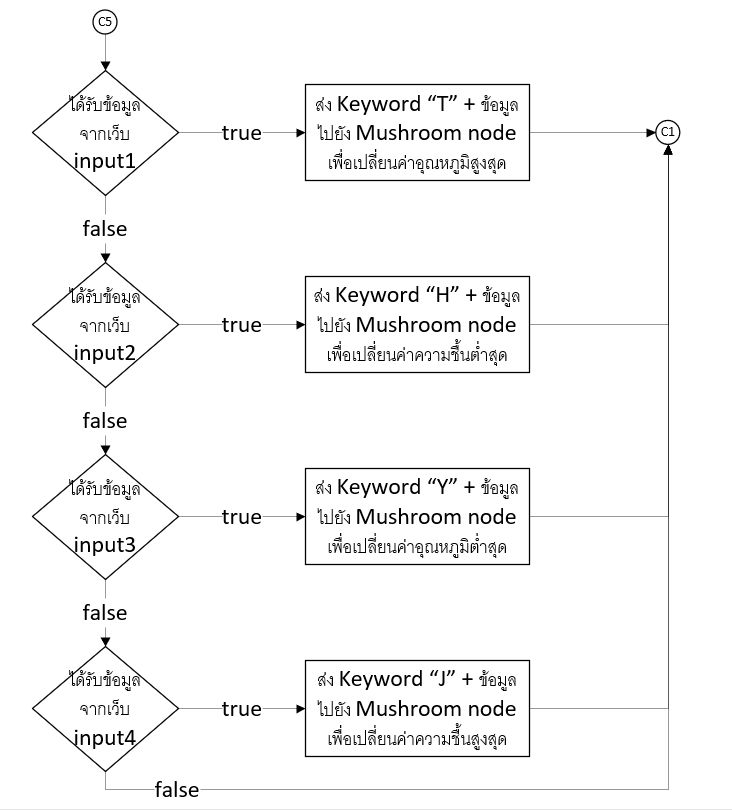 C5
ได้รับข้อมูล
จากเว็บ
input1
true
ส่ง Keyword “T” + ข้อมูล
ไปยัง Mushroom node
เพื่อเปลี่ยนค่าอุณหภูมิสูงสุด
C1
false
ได้รับข้อมูล
จากเว็บ
input2
true
ส่ง Keyword “H” + ข้อมูล
ไปยัง Mushroom node
เพื่อเปลี่ยนค่าความชื้นต่ำสุด
false
ได้รับข้อมูล
จากเว็บ
input3
true
ส่ง Keyword “Y” + ข้อมูล
ไปยัง Mushroom node
เพื่อเปลี่ยนค่าอุณหภูมิต่ำสุด
false
ได้รับข้อมูล
จากเว็บ
input4
true
ส่ง Keyword “J” + ข้อมูล
ไปยัง Mushroom node
เพื่อเปลี่ยนค่าความชื้นสูงสุด
false